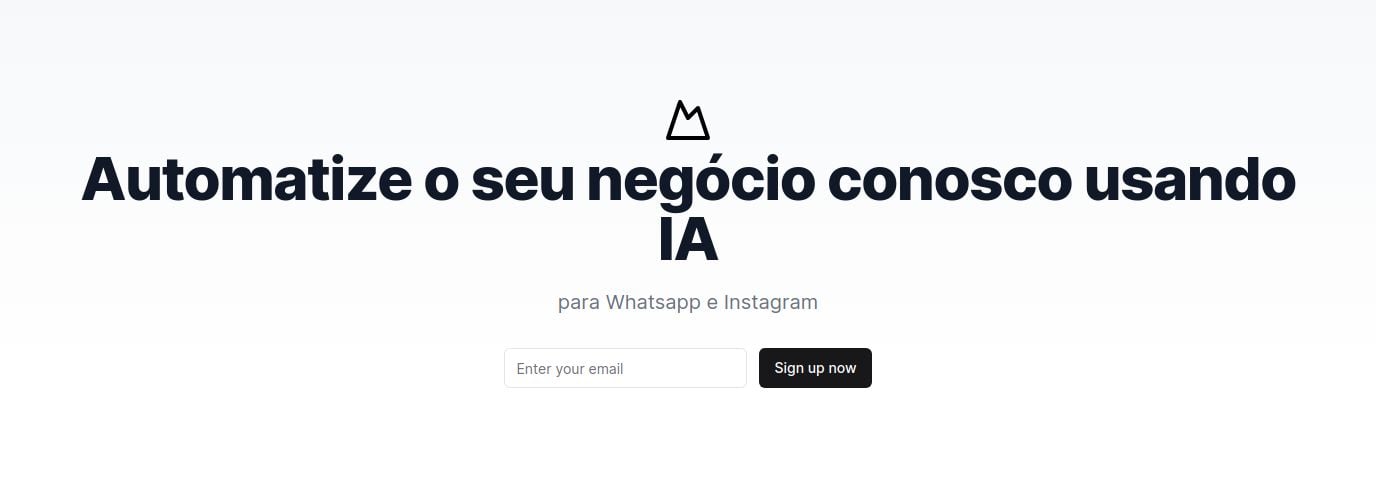 Automatize o seu negócio conosco usando
IA
para Whatsapp e Instagram
Enter your email
Sign up now